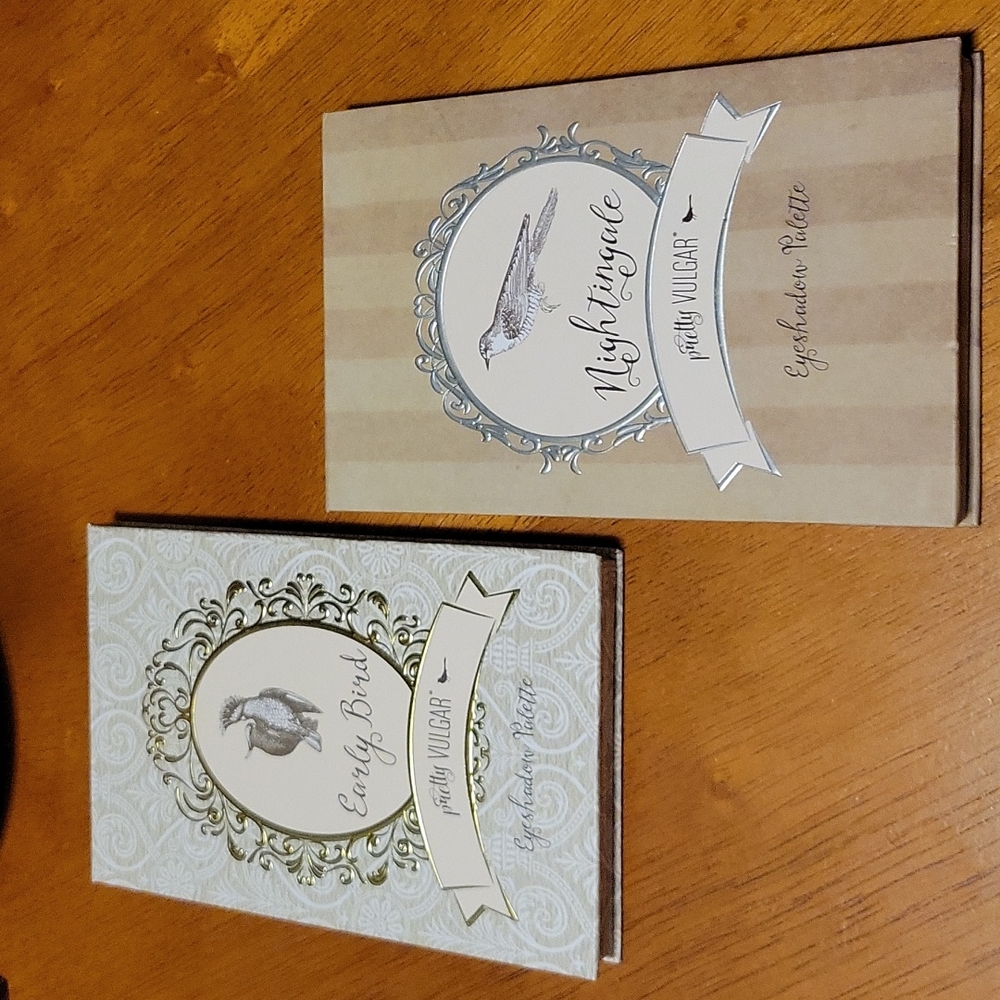 Early Bird
pretty VULGAR®
Eyeshadow Palette
Nightingale
pretty VULGAR®
Eyeshadow Palette